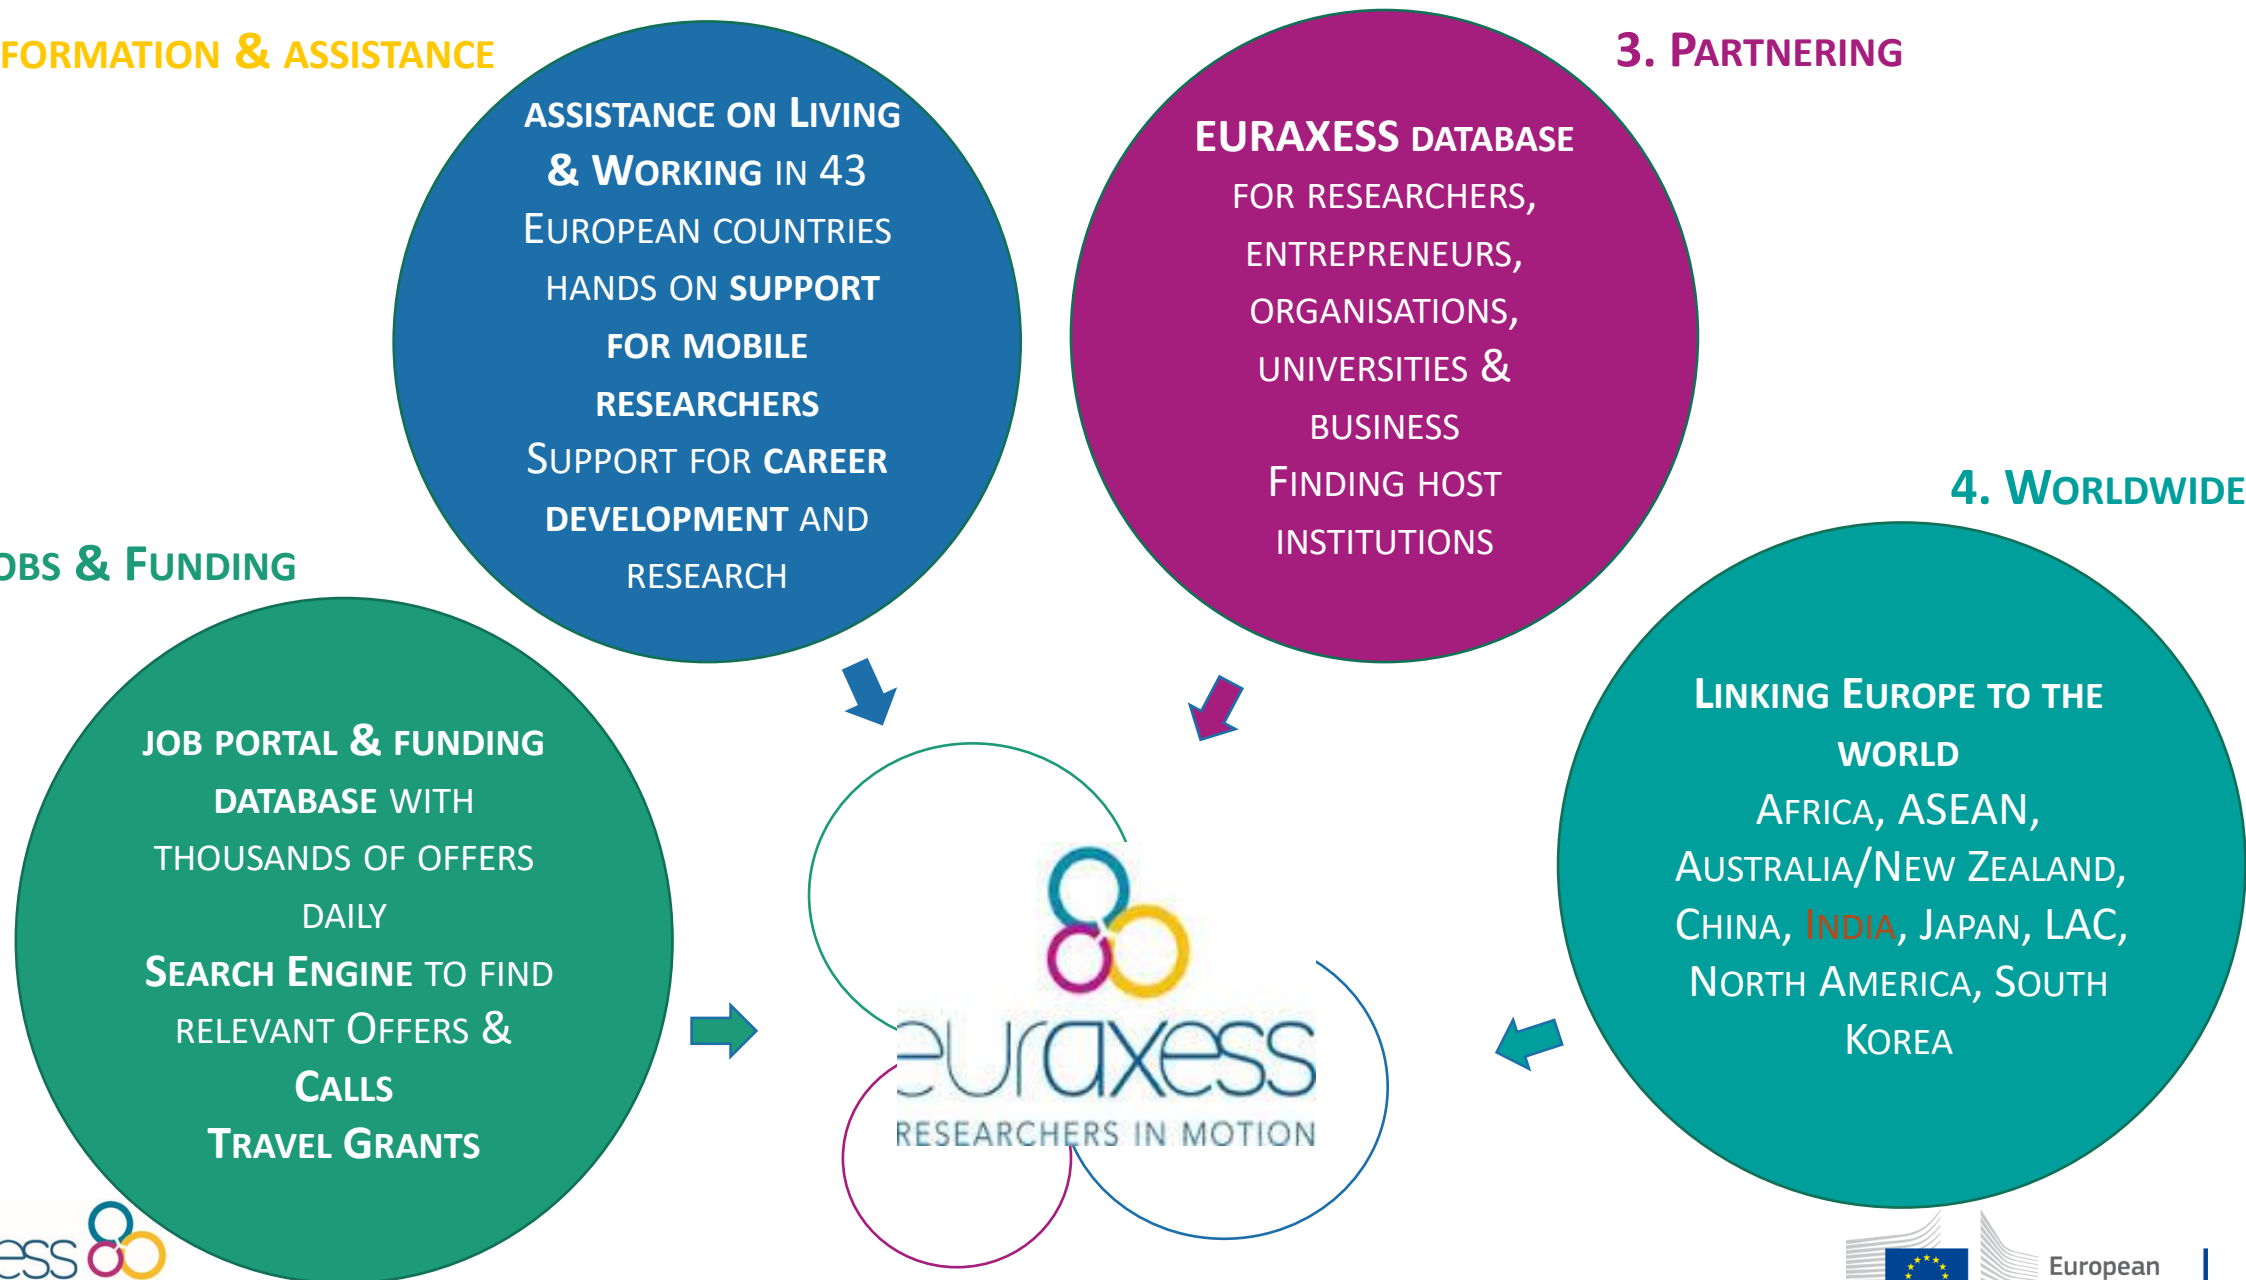 FORMATION & ASSISTANCE
ASSISTANCE ON LIVING
& WORKING IN 43
EUROPEAN COUNTRIES
HANDS ON SUPPORT
FOR MOBILE
RESEARCHERS
SUPPORT FOR CAREER
DEVELOPMENT AND
RESEARCH
3. PARTNERING
EURAXESS DATABASE
FOR RESEARCHERS,
ENTREPRENEURS,
ORGANISATIONS,
UNIVERSITIES &
BUSINESS
FINDING HOST
INSTITUTIONS
OBS & FUNDING
JOB PORTAL & FUNDING
DATABASE WITH
THOUSANDS OF OFFERS
DAILY
SEARCH ENGINE TO FIND
RELEVANT OFFERS &
CALLS
TRAVEL GRANTS
4. WORLDWIDE
LINKING EUROPE TO THE
WORLD
AFRICA, ASEAN,
AUSTRALIA/NEW ZEALAND,
CHINA, INDIA, JAPAN, LAC,
NORTH AMERICA, SOUTH
KOREA
euraxess
RESEARCHERS IN MOTION
ess
European